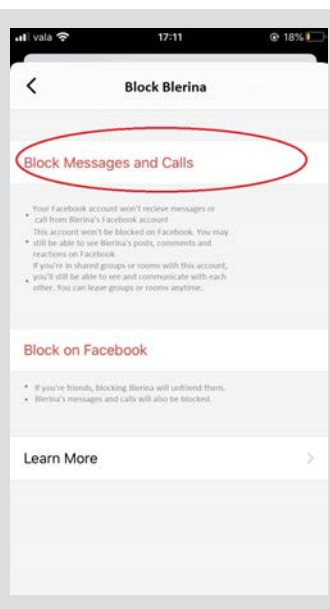 vala 17:11 18%
Block Blerina
Block Messages and Calls
• Your Facebook account won't recieve messages or
call from Blerina's Facebook account
This account won't be blocked on Facebook. You may
• still be able to see Blerina's posts, comments and
reactions on Facebook
If you're in shared groups or rooms with this account,
• you'll still be able to see and communicate with each
other. You can leave groups or rooms anytime.
Block on Facebook
• If you're friends, blocking Blerina will unfriend them.
• Blerina's messages and calls will also be blocked.
Learn More